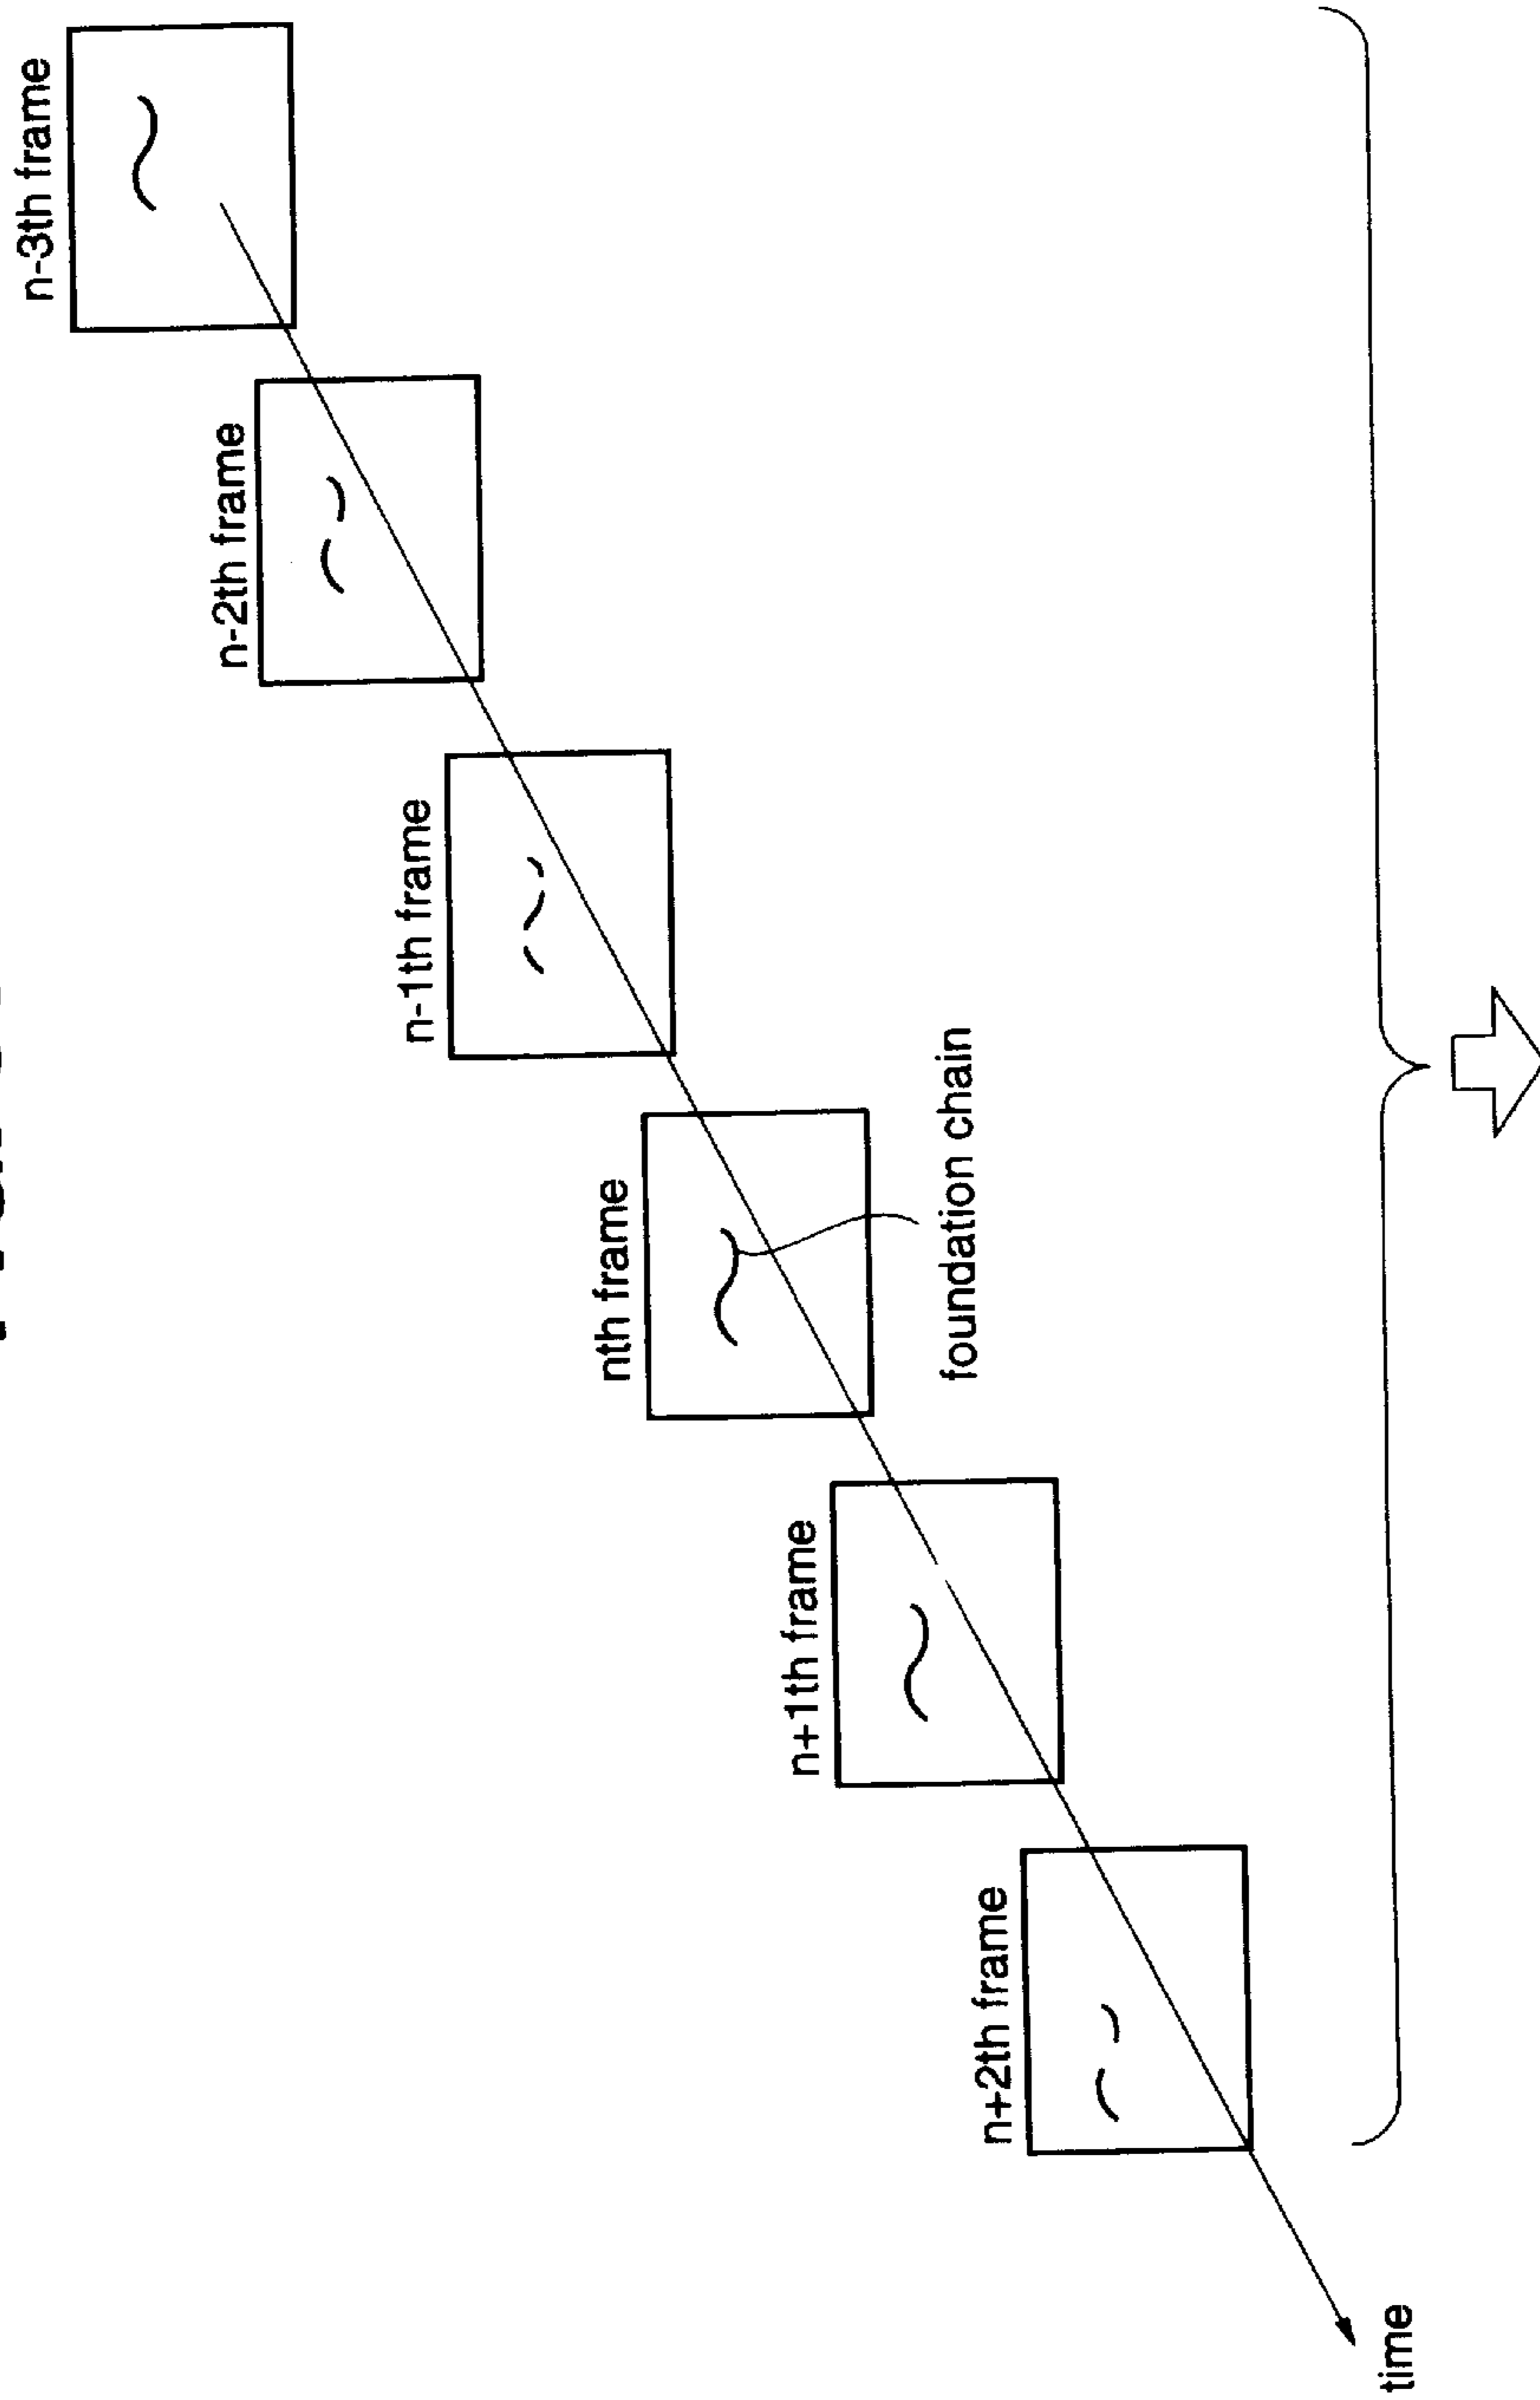 n-3th frame
n-2th frame
n-1th frame
nth frame
foundation chain
n+1th frame
n+2th frame
time